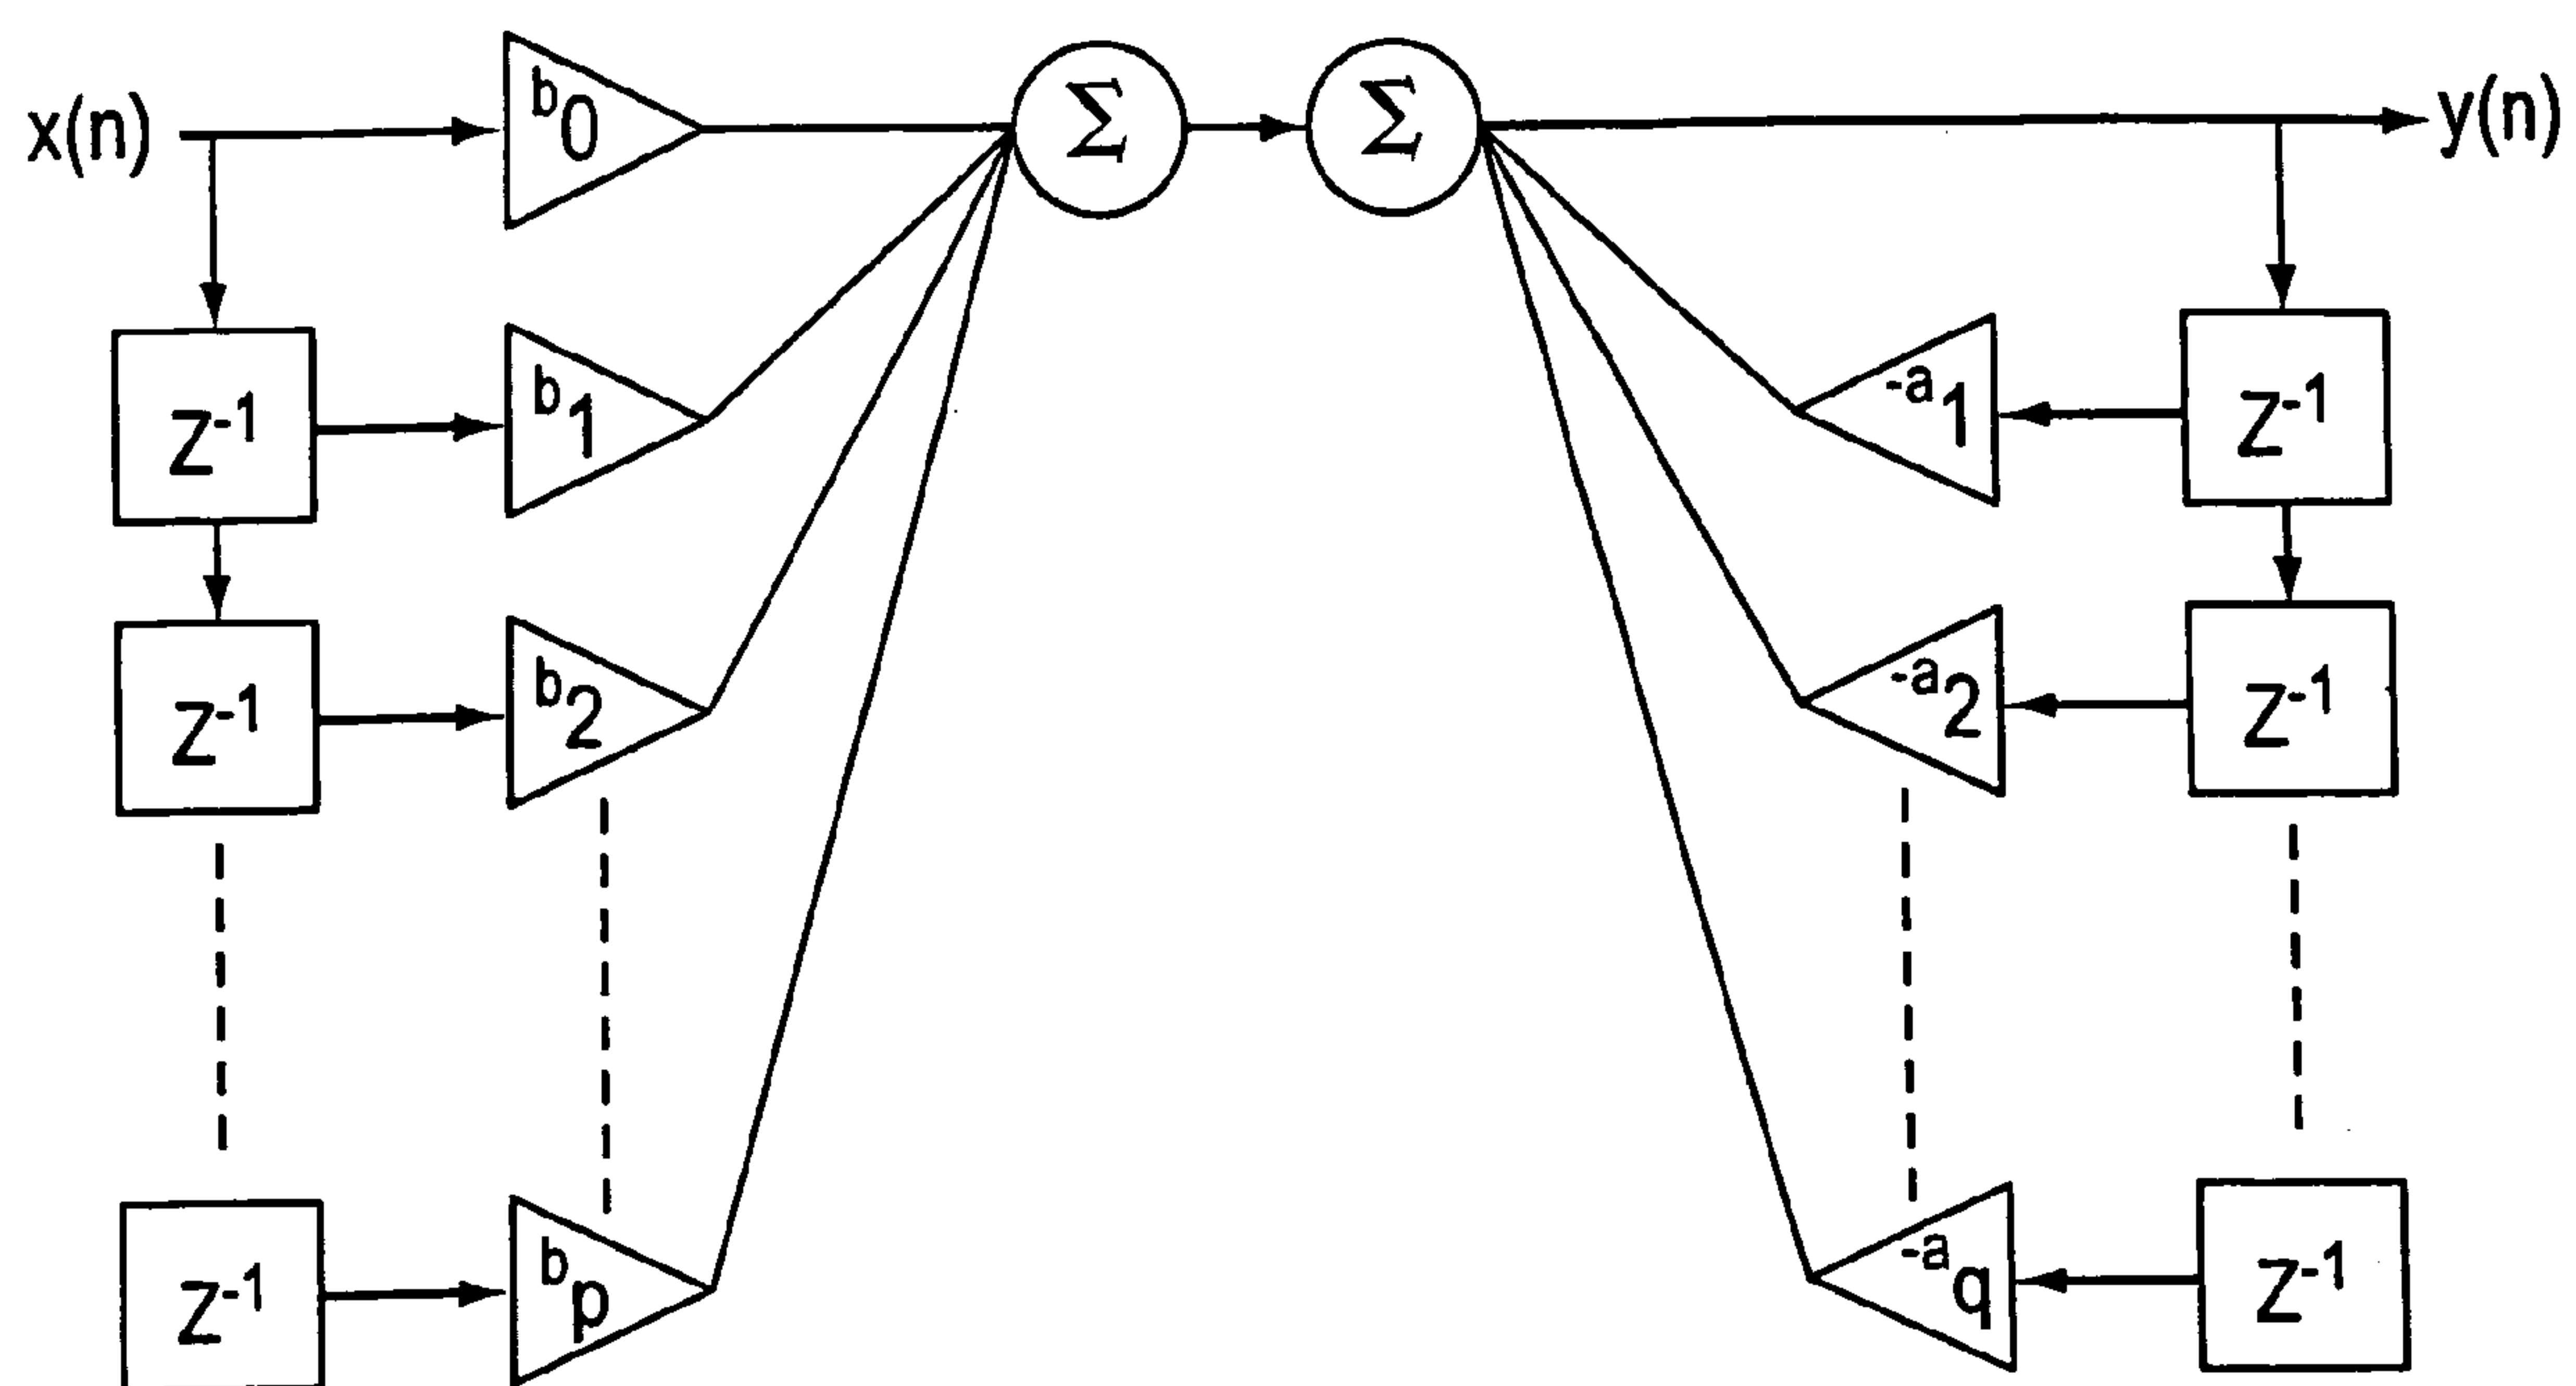 x(n) b0 Σ Σ y(n)
Z-1 b1 -a1 Z-1
Z-1 b2 -a2 Z-1
Z-1 bp -aq Z-1